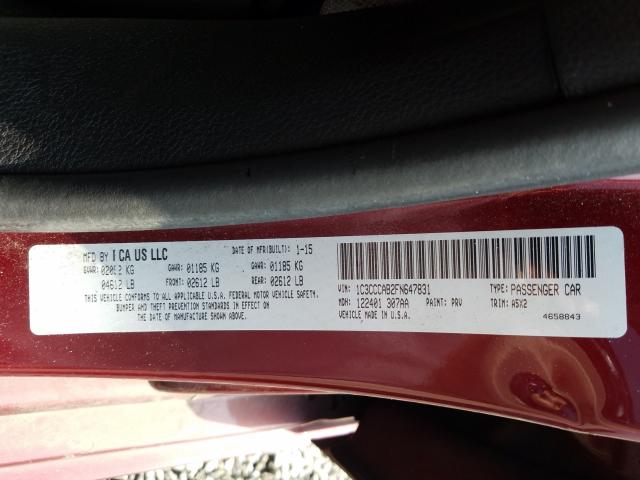 MFD BY FCA US LLC DATE OF MFR(BUILT): 1-15
GVWR: 02092 KG GAWR: 01185 KG GAWR: 01185 KG
04612 LB FRONT: 02612 LB REAR: 02612 LB
THIS VEHICLE CONFORMS TO ALL APPLICABLE U.S.A. FEDERAL MOTOR VEHICLE SAFETY,
BUMPER AND THEFT PREVENTION STANDARDS IN EFFECT ON
THE DATE OF MANUFACTURE SHOWN ABOVE.
VIN: 1C3CCCAB2FN647831 TYPE: PASSENGER CAR
MDH: 122401 307AA PAINT: PRV TRIM: A5X2
VEHICLE MADE IN U.S.A. 4658843